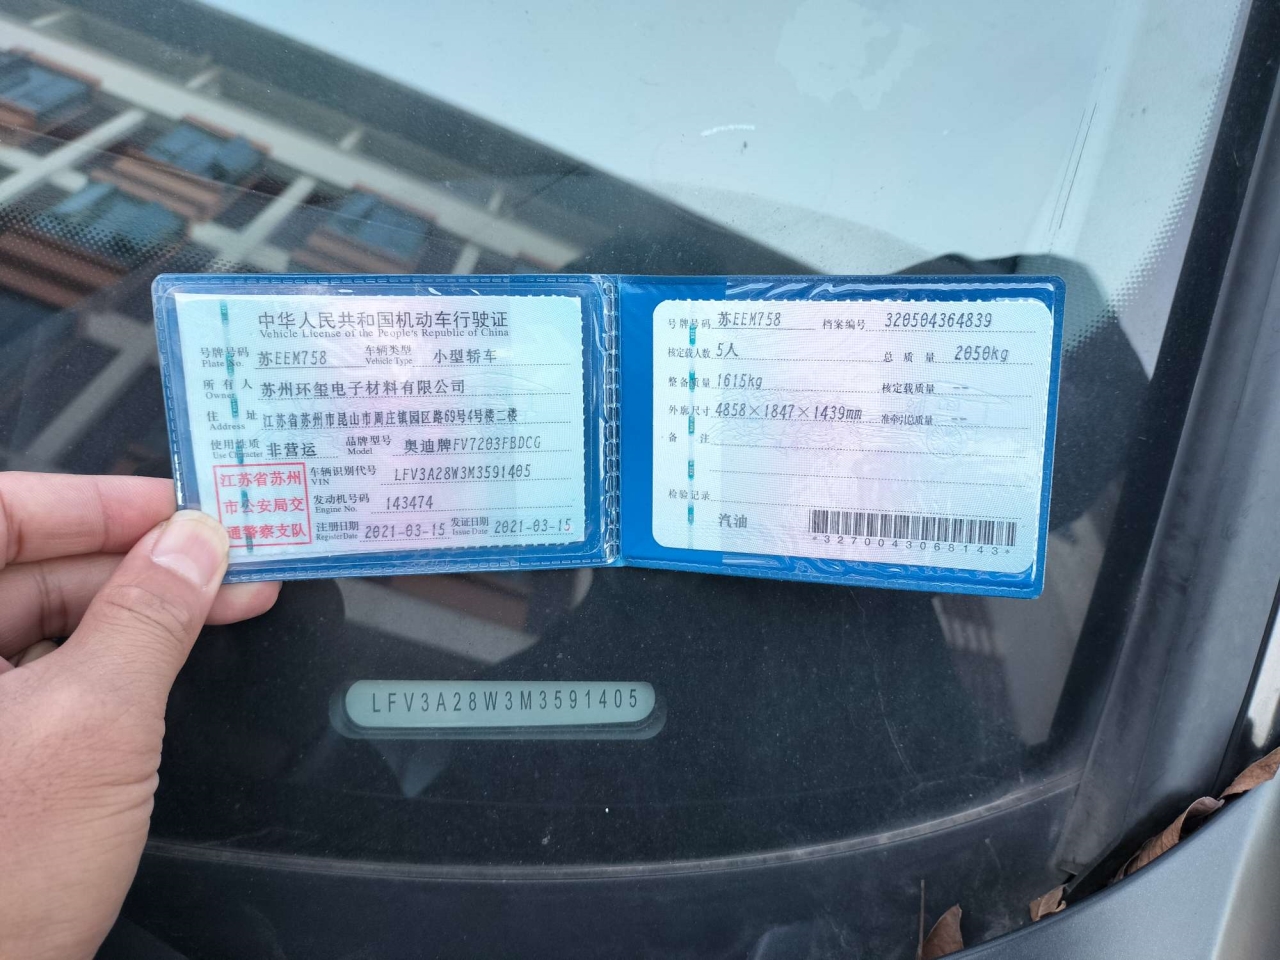 中华人民共和国机动车行驶证
Vehicle License of the People's Republic of China
号牌号码 苏EEM758 车辆类型 小型轿车
Plate No. Vehicle Type
所有人 苏州环玺电子材料有限公司
Owner
住址 江苏省苏州市昆山市周庄镇园区路69号4号楼二楼
Address
使用性质 非营运 品牌型号 奥迪牌FV7203FBDCG
Use Character Model
江苏省苏州
市公安局交
通警察支队
车辆识别代号 LFV3A28W3M3591405
VIN
发动机号码 143474
Engine No.
注册日期 2021-03-15 发证日期 2021-03-15
Register Date Issue Date
号牌号码 苏EEM758 档案编号 320504364839
核定载人数 5人 总质量 2050kg
整备质量 1615kg 核定载质量 --
外廓尺寸 4858×1847×1439mm 准牵引总质量 --
备注
检验记录
汽油
*3270043068143*
LFV3A28W3M3591405